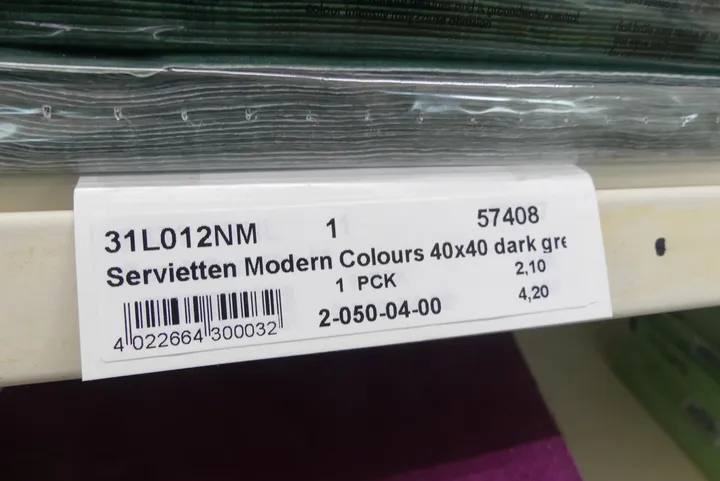 31L012NM 1 57408
Servietten Modern Colours 40x40 dark gre
1 PCK 2,10
2-050-04-00 4,20
4 022664 300032